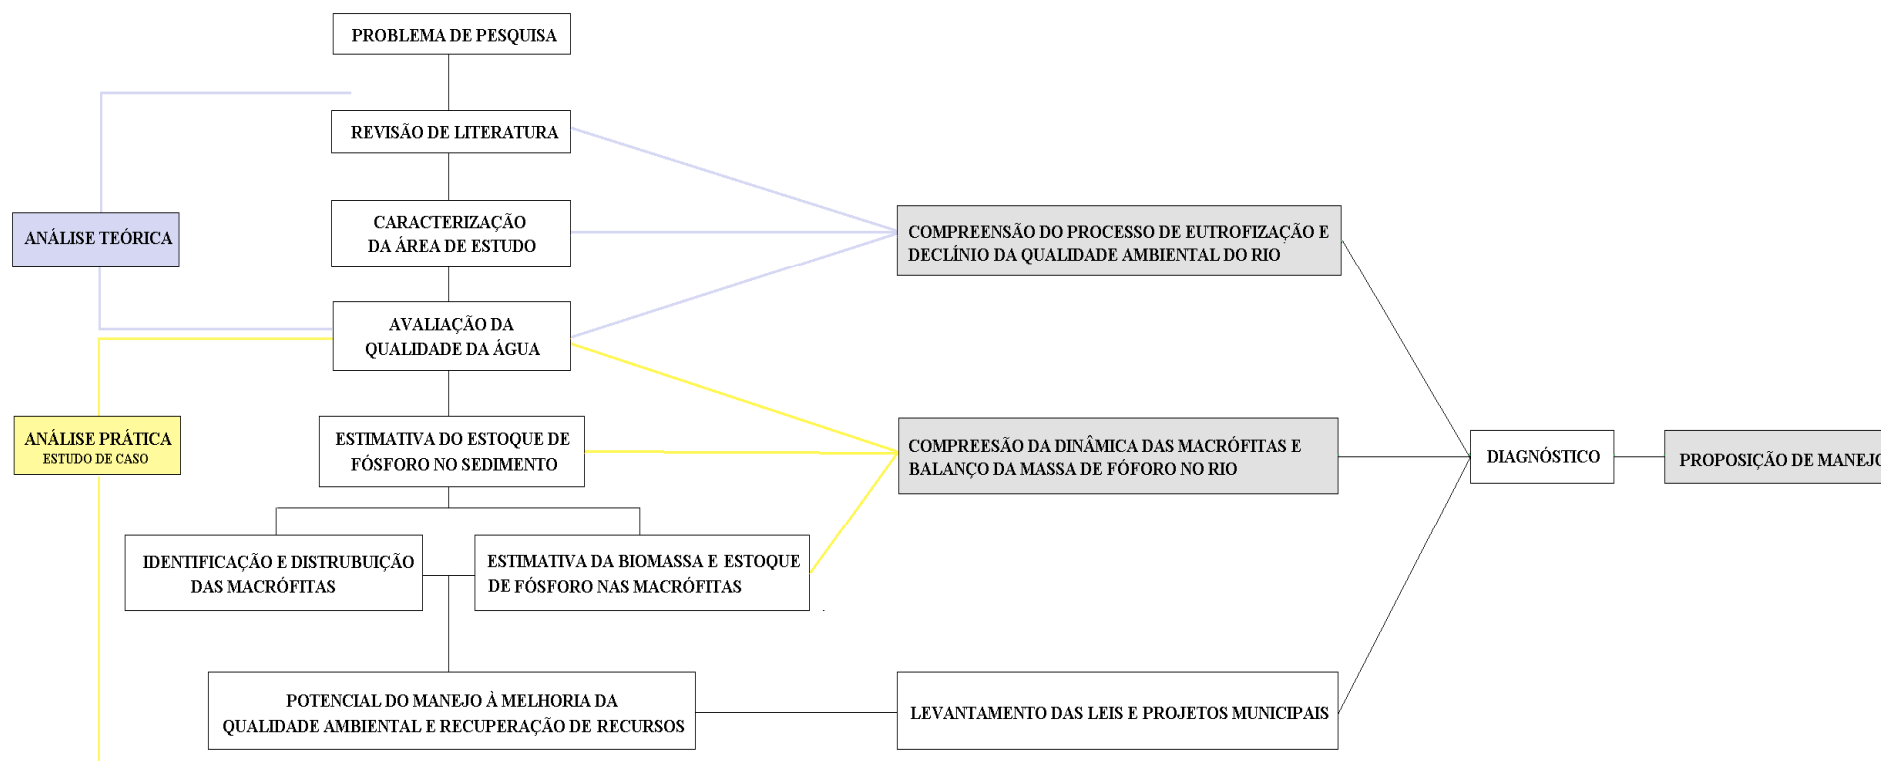 PROBLEMA DE PESQUISA
REVISÃO DE LITERATURA
CARACTERIZAÇÃO
DA ÁREA DE ESTUDO
ANÁLISE TEÓRICA
COMPREENSÃO DO PROCESSO DE EUTROFIZAÇÃO E
DECLÍNIO DA QUALIDADE AMBIENTAL DO RIO
AVALIAÇÃO DA
QUALIDADE DA ÁGUA
ANÁLISE PRÁTICA
ESTUDO DE CASO
ESTIMATIVA DO ESTOQUE DE
FÓSFORO NO SEDIMENTO
COMPREESÃO DA DINÂMICA DAS MACRÓFITAS E
BALANÇO DA MASSA DE FÓFORO NO RIO
DIAGNÓSTICO
PROPOSIÇÃO DE MANEJO
IDENTIFICAÇÃO E DISTRUBUIÇÃO
DAS MACRÓFITAS
ESTIMATIVA DA BIOMASSA E ESTOQUE
DE FÓSFORO NAS MACRÓFITAS
POTENCIAL DO MANEJO À MELHORIA DA
QUALIDADE AMBIENTAL E RECUPERAÇÃO DE RECURSOS
LEVANTAMENTO DAS LEIS E PROJETOS MUNICIPAIS